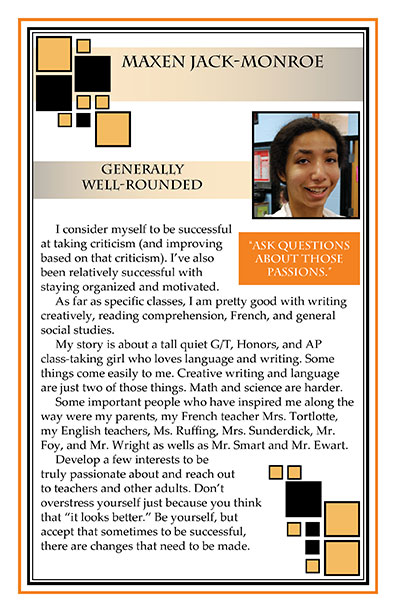 MAXEN JACK-MONROE
GENERALLY
WELL-ROUNDED
I consider myself to be successful
at taking criticism (and improving
based on that criticism). I've also
been relatively successful with
staying organized and motivated.
"ASK QUESTIONS
ABOUT THOSE
PASSIONS."
As far as specific classes, I am pretty good with writing
creatively, reading comprehension, French, and general
social studies.
My story is about a tall quiet G/T, Honors, and AP
class-taking girl who loves language and writing. Some
things come easily to me. Creative writing and language
are just two of those things. Math and science are harder.
Some important people who have inspired me along the
way were my parents, my French teacher Mrs. Tortlotte,
my English teachers, Ms. Ruffing, Mrs. Sunderdick, Mr.
Foy, and Mr. Wright as wells as Mr. Smart and Mr. Ewart.
Develop a few interests to be
truly passionate about and reach out
to teachers and other adults. Don't
overstress yourself just because you think
that "it looks better." Be yourself, but
accept that sometimes to be successful,
there are changes that need to be made.